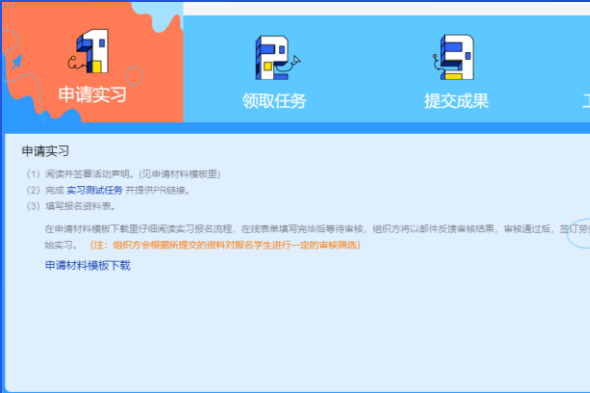 1 2 3
申请实习 领取任务 提交成果
申请实习
（1）阅读并签署活动声明。(见申请材料模板里)
（2）完成 实习测试任务 并提供PR链接。
（3）填写报名资料表。
在申请材料模板下载里仔细阅读实习报名流程，在线表单填写完毕后等待审核，组织方将以邮件反馈审核结果，审核通过后，签订劳
始实习。（注：组织方会根据所提交的资料对报名学生进行一定的审核筛选）
申请材料模板下载